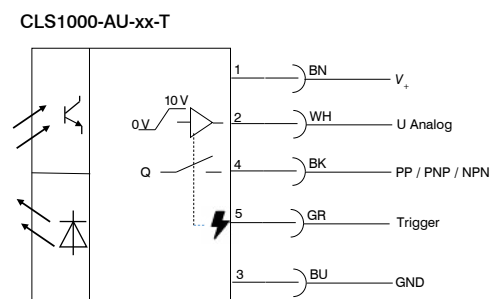 CLS1000-AU-xx-T
1 BN V+
10 V
0 V
2 WH U Analog
Q
4 BK PP / PNP / NPN
5 GR Trigger
3 BU GND